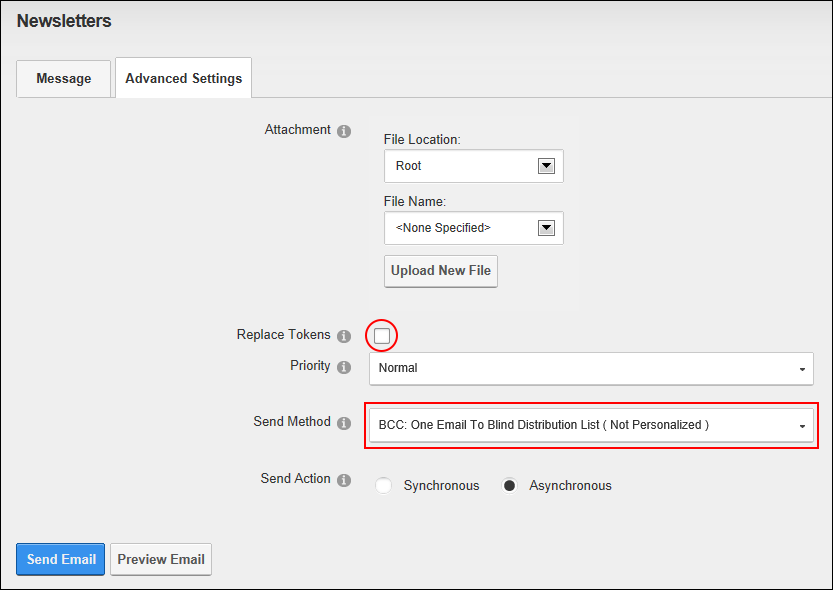 Newsletters
Message
Advanced Settings
Attachment
File Location:
Root
File Name:
<None Specified>
Upload New File
Replace Tokens
Priority
Normal
Send Method
BCC: One Email To Blind Distribution List ( Not Personalized )
Send Action
Synchronous
Asynchronous
Send Email
Preview Email